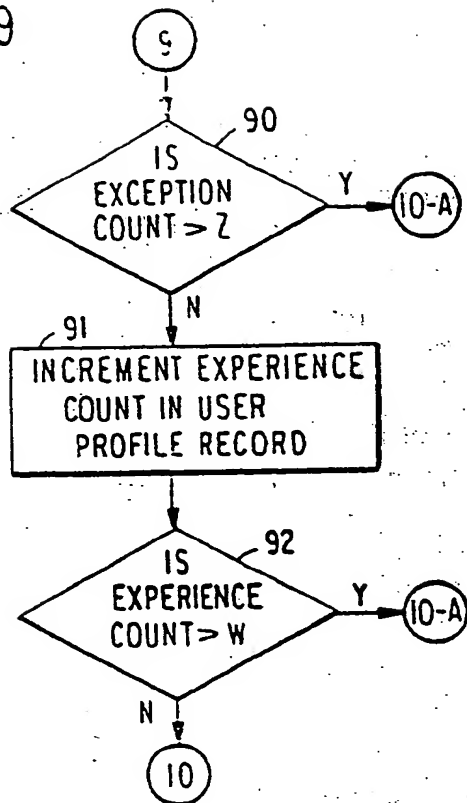 9
9
90
IS
EXCEPTION
COUNT > Z
Y
10-A
N
91
INCREMENT EXPERIENCE
COUNT IN USER
PROFILE RECORD
92
IS
EXPERIENCE
COUNT > W
Y
10-A
N
10